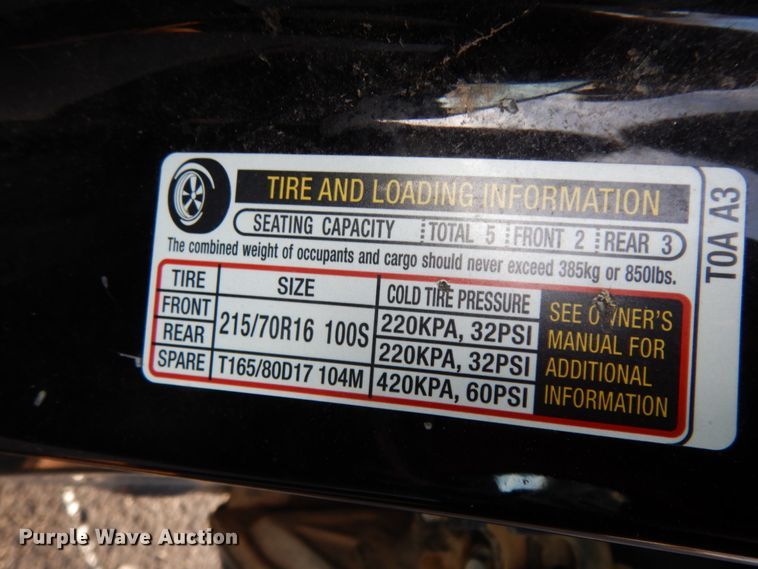 TIRE AND LOADING INFORMATION
SEATING CAPACITY TOTAL 5 FRONT 2 REAR 3
The combined weight of occupants and cargo should never exceed 385kg or 850lbs.
TIRE SIZE COLD TIRE PRESSURE
FRONT 215/70R16 100S 220KPA, 32PSI
REAR 220KPA, 32PSI
SPARE T165/80D17 104M 420KPA, 60PSI
SEE OWNER'S
MANUAL FOR
ADDITIONAL
INFORMATION
T0A A3
Purple Wave Auction